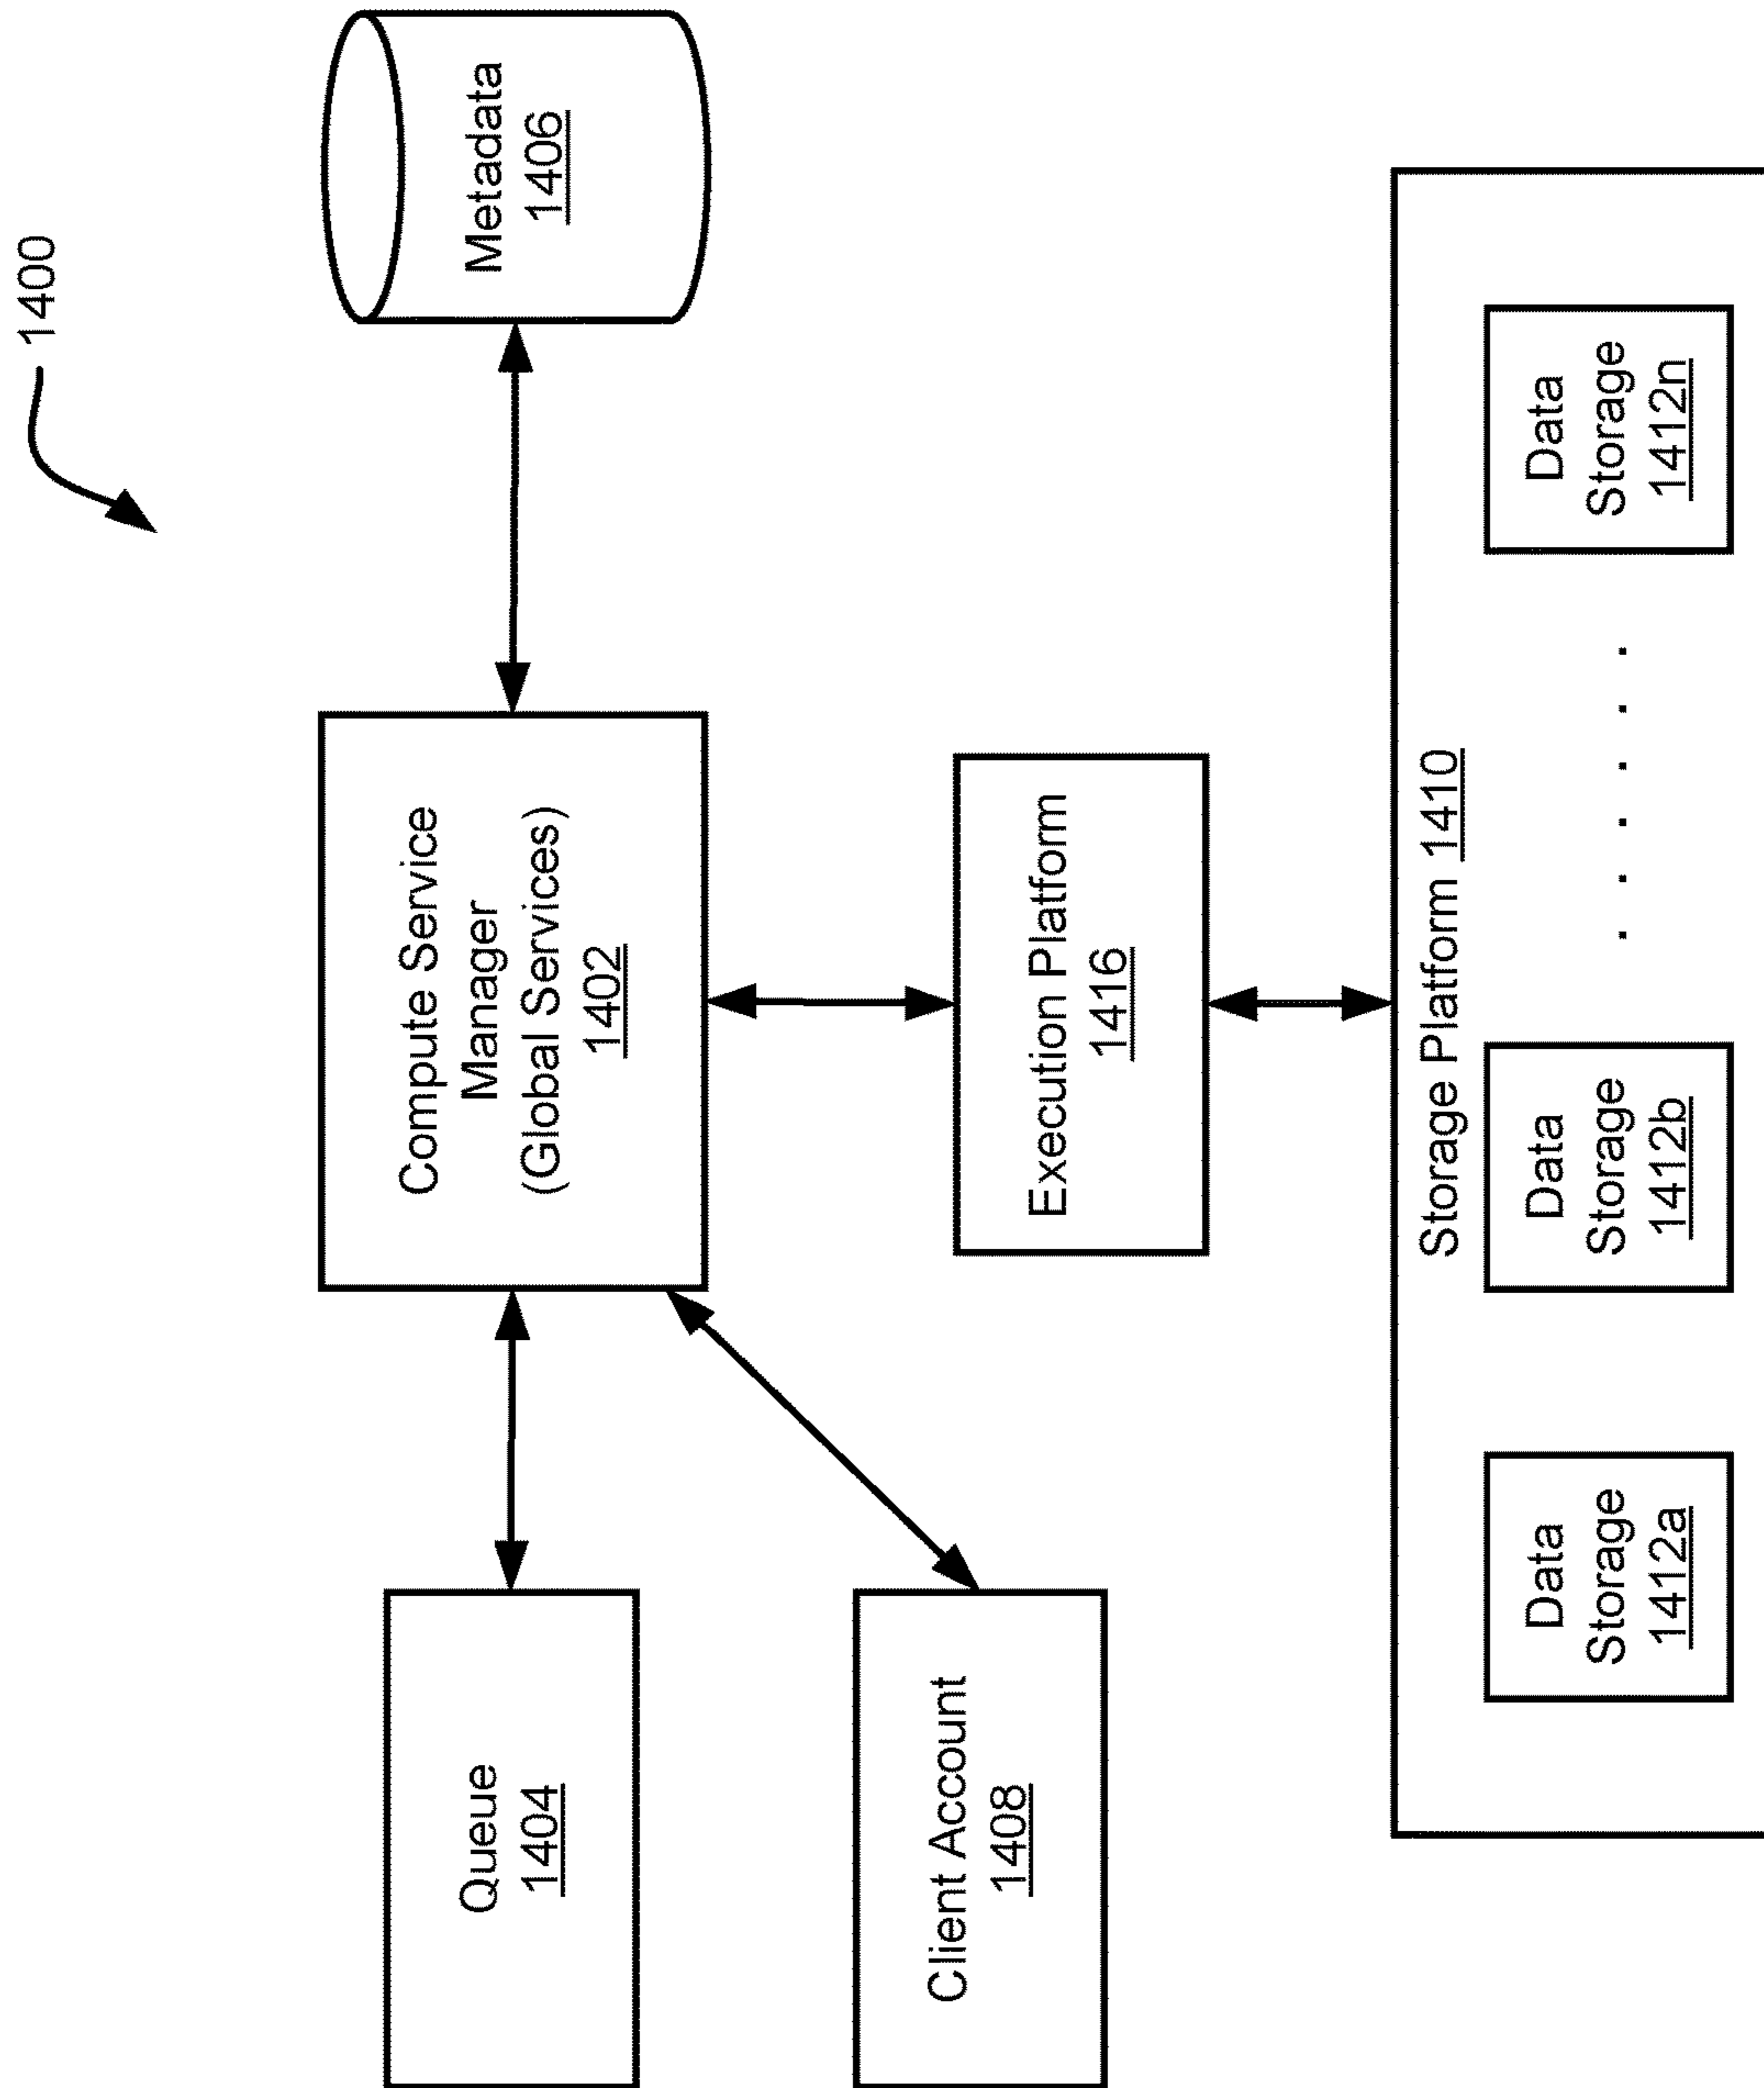 1400
Queue
1404
Compute Service
Manager
(Global Services)
1402
Metadata
1406
Client Account
1408
Execution Platform
1416
Storage Platform 1410
Data
Storage
1412a
Data
Storage
1412b
. . . . . .
Data
Storage
1412n